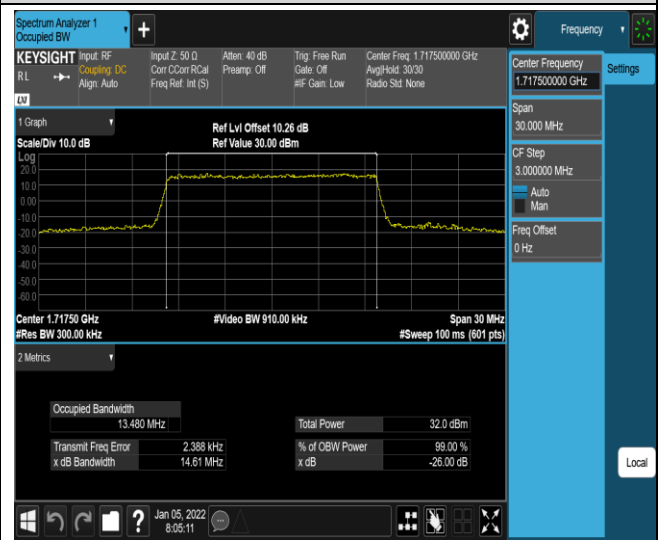 Spectrum Analyzer 1
Occupied BW
+
Frequency
KEYSIGHT
RL
LXI
Input: RF
Coupling: DC
Align: Auto
Input Z: 50 Ω
Corr CCorr RCal
Freq Ref: Int (S)
Atten: 40 dB
Preamp: Off
Trig: Free Run
Gate: Off
#IF Gain: Low
Center Freq: 1.717500000 GHz
Avg|Hold: 30/30
Radio Std: None
Center Frequency
1.717500000 GHz
Settings
Span
30.000 MHz
CF Step
3.000000 MHz
Auto
Man
Freq Offset
0 Hz
1 Graph
Scale/Div 10.0 dB
Ref Lvl Offset 10.26 dB
Ref Value 30.00 dBm
Log
20.0
10.0
0.00
-10.0
-20.0
-30.0
-40.0
-50.0
-60.0
Center 1.71750 GHz
#Res BW 300.00 kHz
#Video BW 910.00 kHz
Span 30 MHz
#Sweep 100 ms (601 pts)
2 Metrics
Occupied Bandwidth
13.480 MHz
Total Power 32.0 dBm
Transmit Freq Error 2.388 kHz
% of OBW Power 99.00 %
x dB Bandwidth 14.61 MHz
x dB -26.00 dB
Local
?
Jan 05, 2022
8:05:11